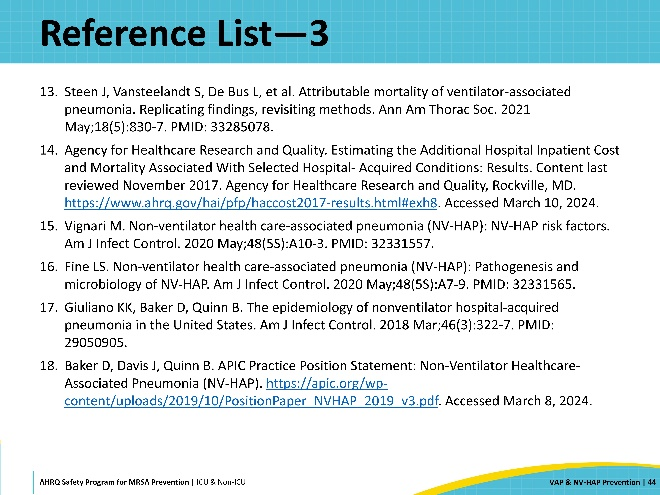 Reference List—3
13. Steen J, Vansteelandt S, De Bus L, et al. Attributable mortality of ventilator-associated
pneumonia. Replicating findings, revisiting methods. Ann Am Thorac Soc. 2021
May;18(5):830-7. PMID: 33285078.
14. Agency for Healthcare Research and Quality. Estimating the Additional Hospital Inpatient Cost
and Mortality Associated With Selected Hospital- Acquired Conditions: Results. Content last
reviewed November 2017. Agency for Healthcare Research and Quality, Rockville, MD.
https://www.ahrq.gov/hai/pfp/haccost2017-results.html#exh8. Accessed March 10, 2024.
15. Vignari M. Non-ventilator health care-associated pneumonia (NV-HAP): NV-HAP risk factors.
Am J Infect Control. 2020 May;48(5S):A10-3. PMID: 32331557.
16. Fine LS. Non-ventilator health care-associated pneumonia (NV-HAP): Pathogenesis and
microbiology of NV-HAP. Am J Infect Control. 2020 May;48(5S):A7-9. PMID: 32331565.
17. Giuliano KK, Baker D, Quinn B. The epidemiology of nonventilator hospital-acquired
pneumonia in the United States. Am J Infect Control. 2018 Mar;46(3):322-7. PMID:
29050905.
18. Baker D, Davis J, Quinn B. APIC Practice Position Statement: Non-Ventilator Healthcare-
Associated Pneumonia (NV-HAP). https://apic.org/wp-
content/uploads/2019/10/PositionPaper_NVHAP_2019_v3.pdf. Accessed March 8, 2024.
AHRQ Safety Program for MRSA Prevention | ICU & Non-ICU
VAP & NV-HAP Prevention | 44